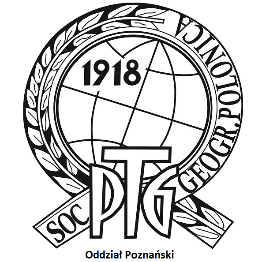 1918
SOC. GEOGR. POLONICA
PTG
Oddział Poznański